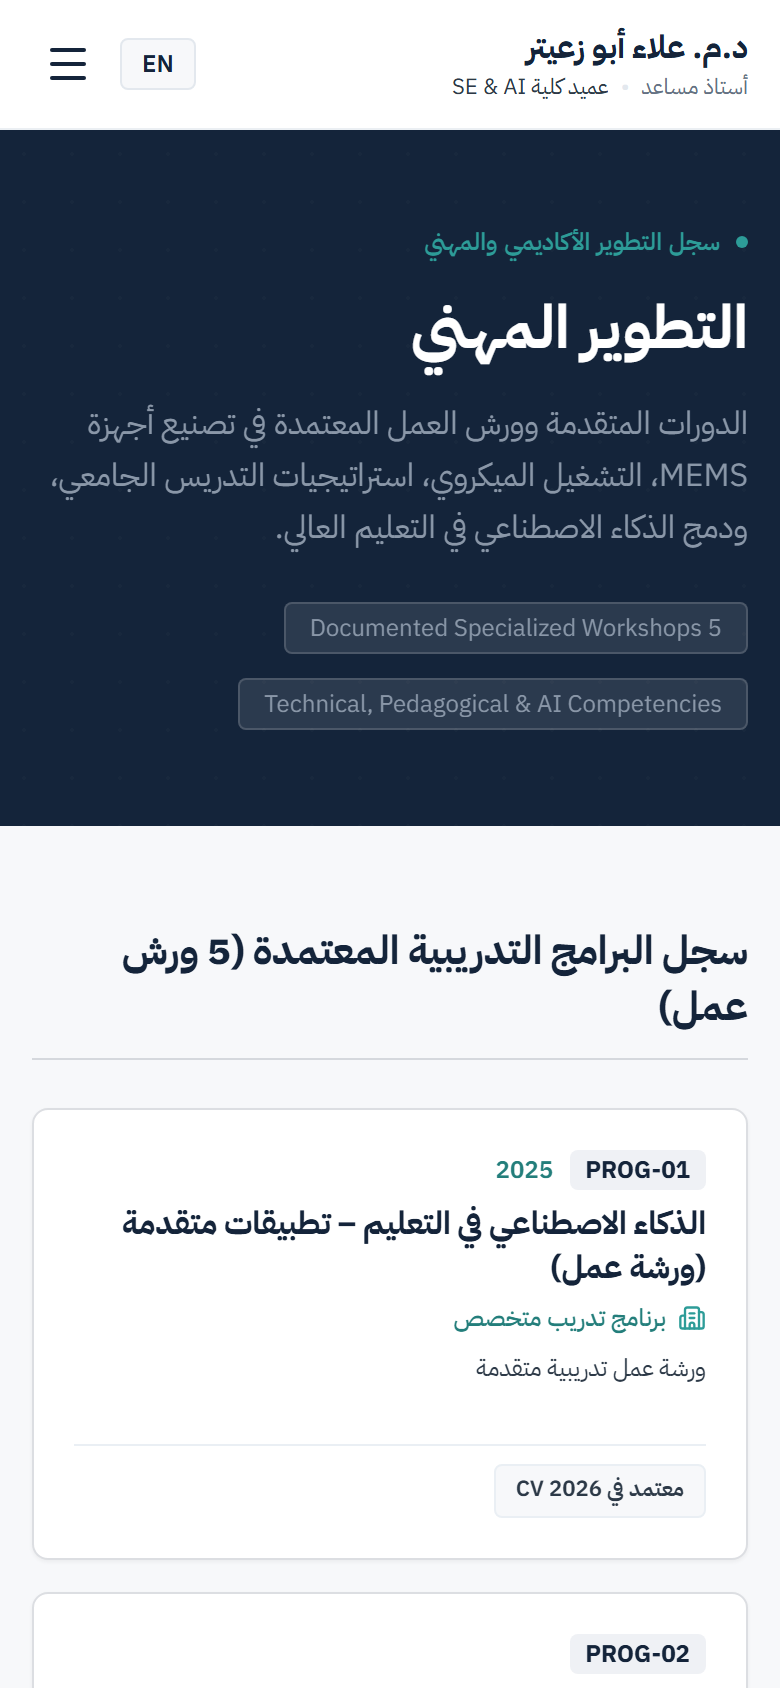 د.م. علاء أبو زعيتر
أستاذ مساعد • عميد كلية SE & AI
EN
سجل التطوير الأكاديمي والمهني
التطوير المهني
الدورات المتقدمة وورش العمل المعتمدة في تصنيع أجهزة
MEMS، التشغيل الميكروي، استراتيجيات التدريس الجامعي،
ودمج الذكاء الاصطناعي في التعليم العالي.
Documented Specialized Workshops 5
Technical, Pedagogical & AI Competencies
سجل البرامج التدريبية المعتمدة (5 ورش
عمل)
PROG-01 2025
الذكاء الاصطناعي في التعليم – تطبيقات متقدمة
(ورشة عمل)
برنامج تدريب متخصص
ورشة عمل تدريبية متقدمة
معتمد في CV 2026
PROG-02